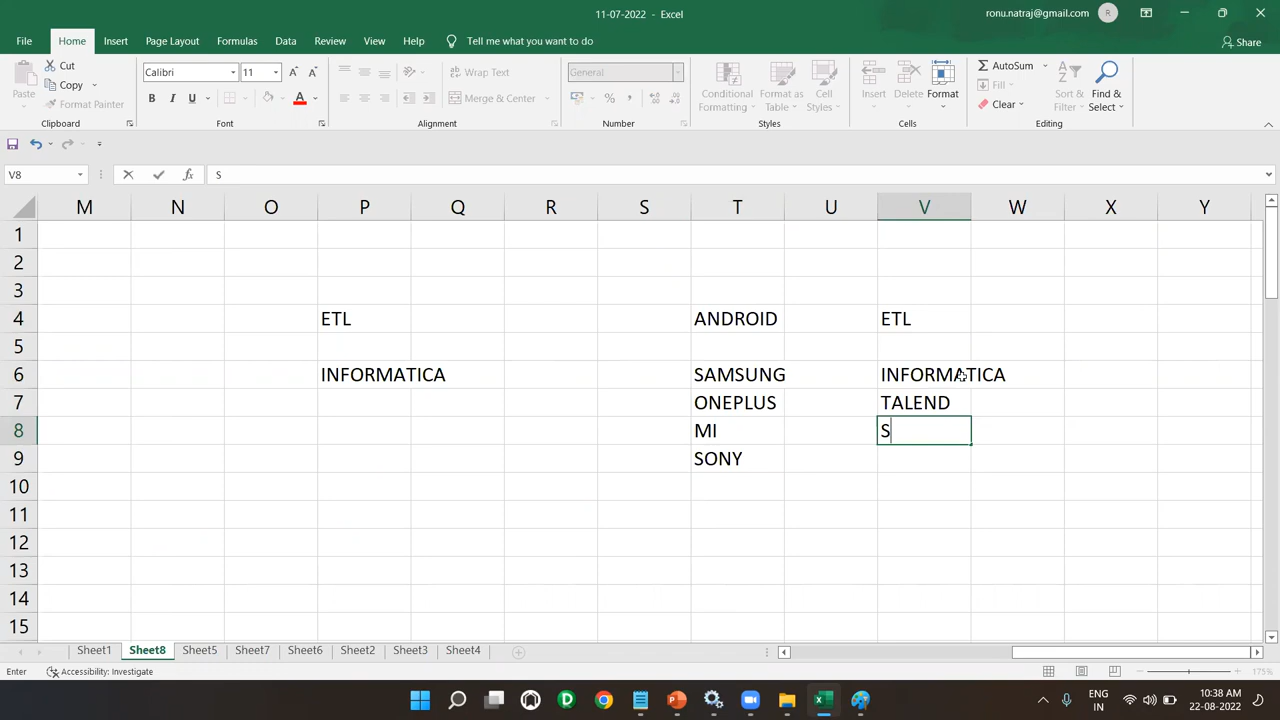 11-07-2022 - Excel
ronu.natraj@gmail.com R
File Home Insert Page Layout Formulas Data Review View Help Tell me what you want to do Share
Paste Cut Copy Format Painter
Calibri 11
B I U A
Wrap Text
Merge & Center
General
Conditional Formatting Format as Table Cell Styles
Insert Delete Format
AutoSum Fill Clear
Sort & Filter Find & Select
Clipboard Font Alignment Number Styles Cells Editing
V8 fx S
M N O P Q R S T U V W X Y
1
2
3
4 ETL ANDROID ETL
5
6 INFORMATICA SAMSUNG INFORMATICA
7 ONEPLUS TALEND
8 MI S
9 SONY
10
11
12
13
14
15
Sheet1 Sheet8 Sheet5 Sheet7 Sheet6 Sheet2 Sheet3 Sheet4
Enter Accessibility: Investigate 175%
ENG IN 10:38 AM 22-08-2022